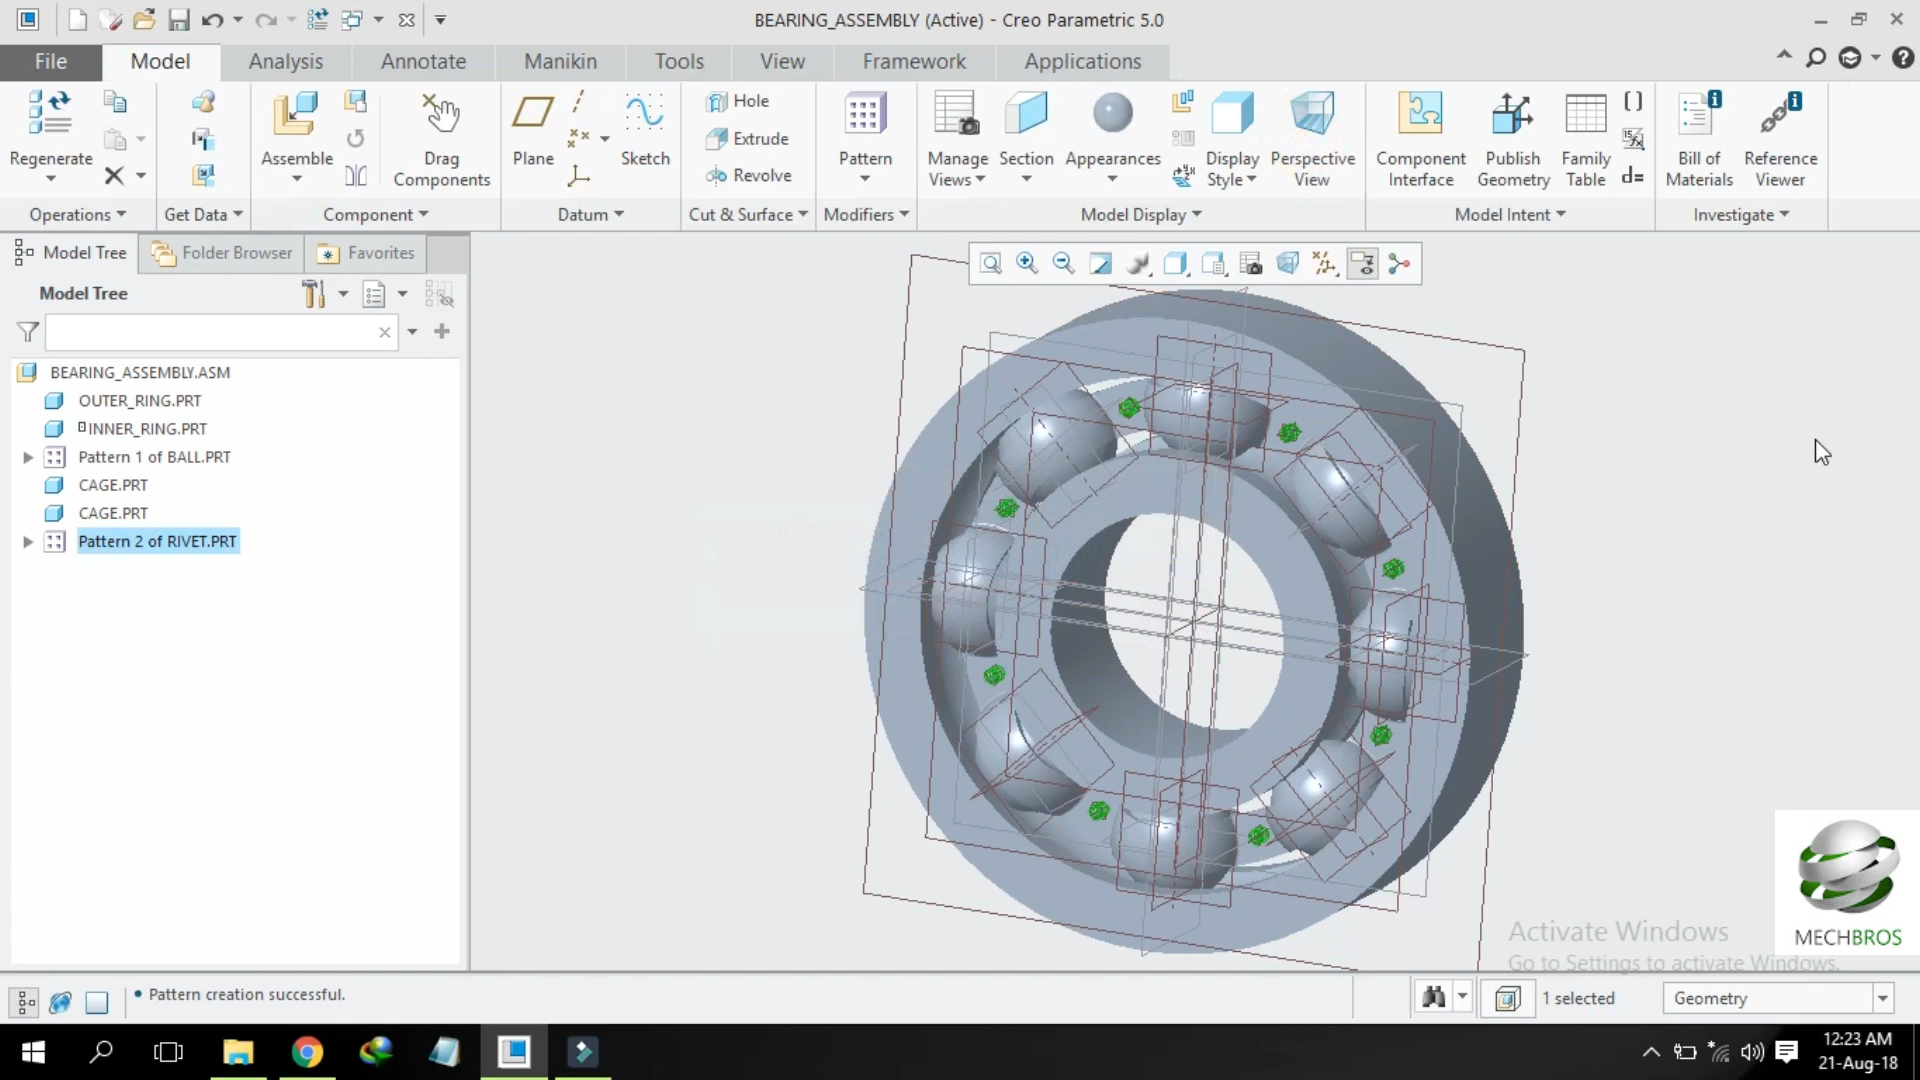 BEARING_ASSEMBLY (Active) - Creo Parametric 5.0
File Model Analysis Annotate Manikin Tools View Framework Applications
Regenerate
Assemble
Drag Components
Plane
Sketch
Hole
Extrude
Revolve
Pattern
Manage Views
Section
Appearances
Display Style
Perspective View
Component Interface
Publish Geometry
Family Table
d=
Bill of Materials
Reference Viewer
Operations Get Data Component Datum Cut & Surface Modifiers Model Display Model Intent Investigate
Model Tree Folder Browser Favorites
Model Tree
BEARING_ASSEMBLY.ASM
OUTER_RING.PRT
INNER_RING.PRT
Pattern 1 of BALL.PRT
CAGE.PRT
CAGE.PRT
Pattern 2 of RIVET.PRT
MECHBROS
Activate Windows
Go to Settings to activate Windows.
• Pattern creation successful.
1 selected
Geometry
12:23 AM
21-Aug-18